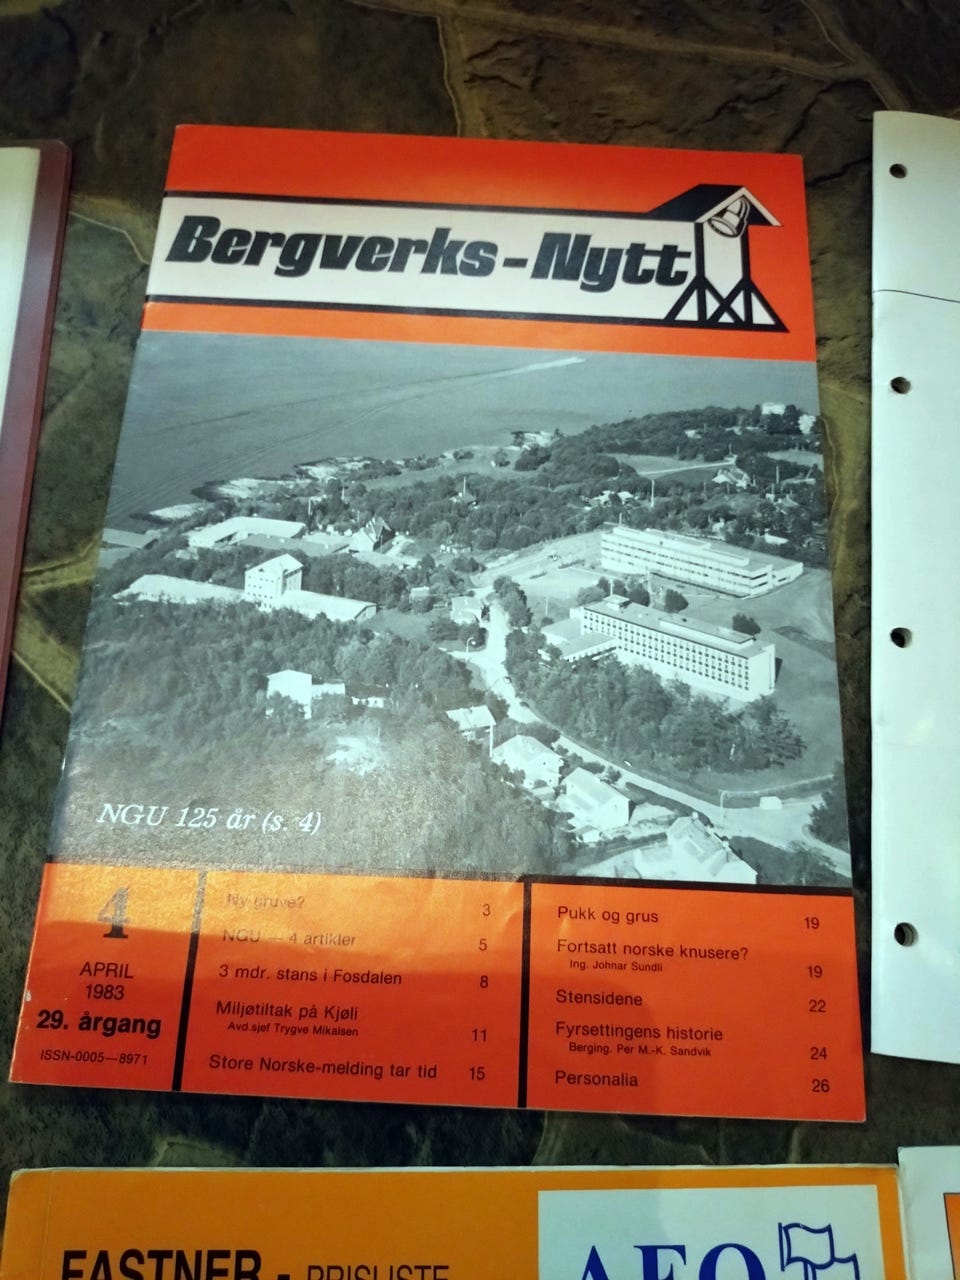 Bergverks-Nytt
NGU 125 år (s. 4)
4
APRIL
1983
29. årgang
ISSN-0005—8971
Ny gruve? 3
NGU — 4 artikler 5
3 mdr. stans i Fosdalen 8
Miljøtiltak på Kjøli
Avd.sjef Trygve Mikalsen 11
Store Norske-melding tar tid 15
Pukk og grus 19
Fortsatt norske knusere?
Ing. Johnar Sundli 19
Stensidene 22
Fyrsettingens historie
Berging. Per M.-K. Sandvik 24
Personalia 26
FASTNER - PRISLISTE
AEO